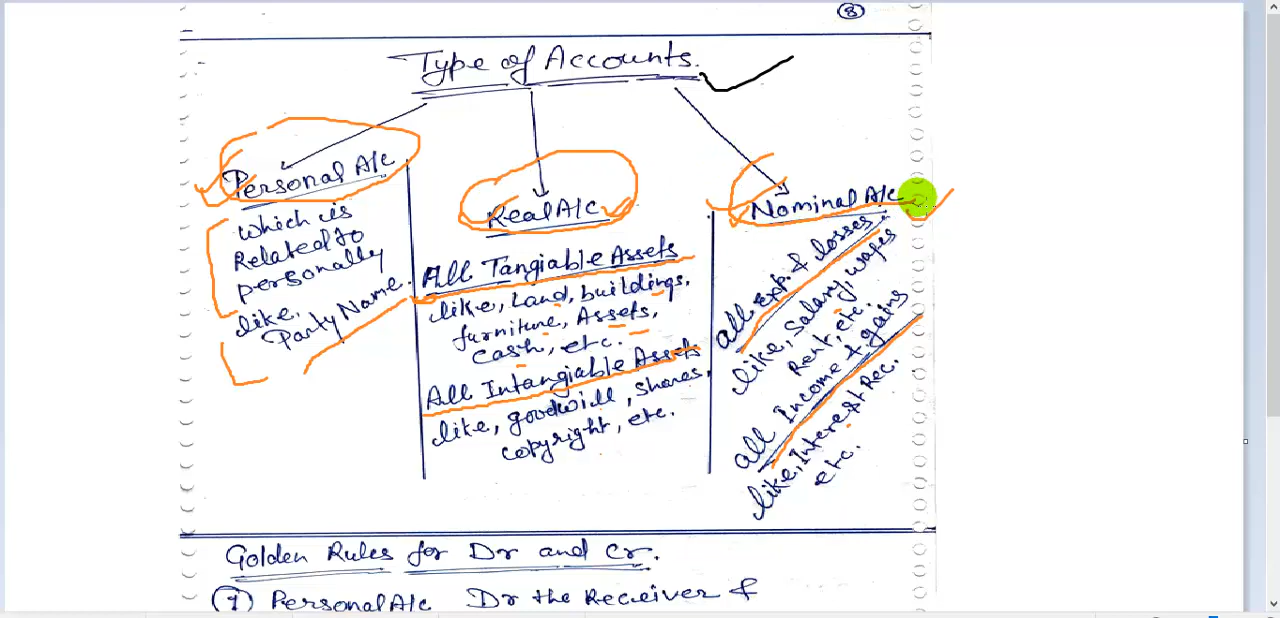 8
Type of Accounts.
Personal A/c
which is
Related to
personally
like.
Party Name.
Real A/c
All Tangiable Assets
like, Land, buildings,
furniture, Assets,
cash, etc.
All Intangiable Assets
like, goodwill, shares,
copyright, etc.
Nominal A/c
all Exp. & losses
like, Salary, wages
Rent, etc.
all Income & gains
like, Interest Rec.
etc.
Golden Rules for Dr and Cr.
(1) Personal A/c Dr the Receiver &